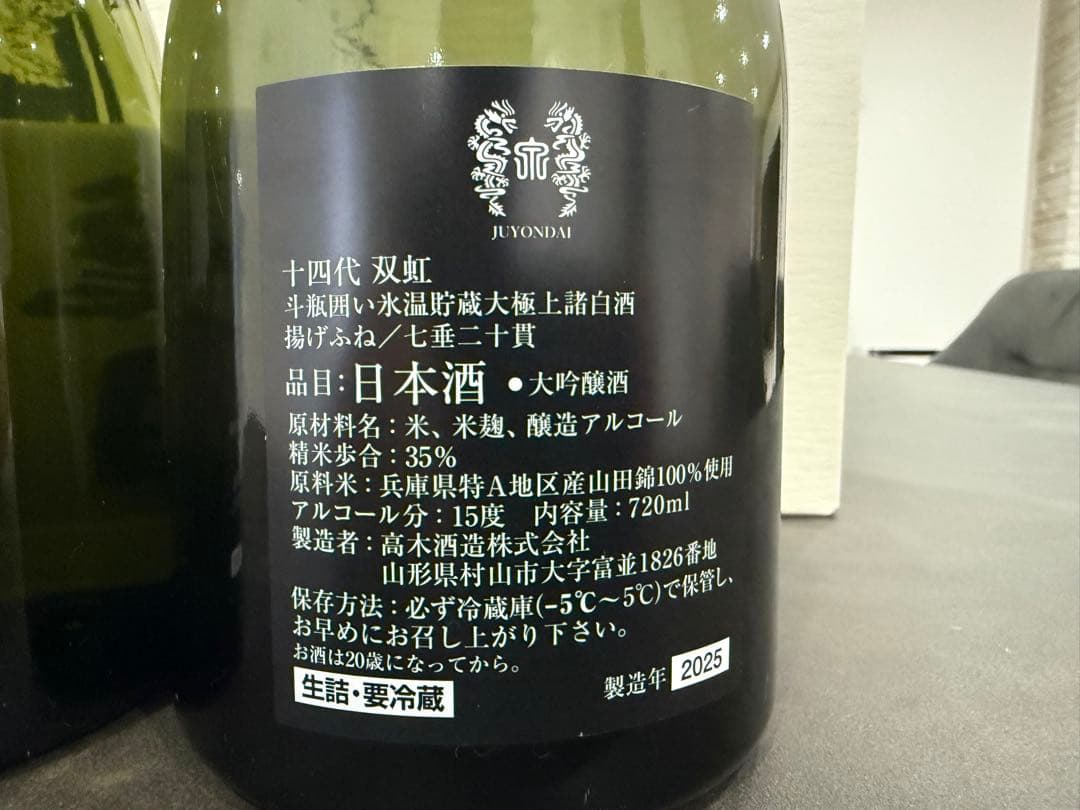 JUYONDAI
十四代 双虹
斗瓶囲い氷温貯蔵大極上諸白酒
揚げふね／七垂二十貫
品目：日本酒 ●大吟醸酒
原材料名：米、米麹、醸造アルコール
精米歩合：35%
原料米：兵庫県特A地区産山田錦100%使用
アルコール分：15度 内容量：720ml
製造者：高木酒造株式会社
山形県村山市大字富並1826番地
保存方法：必ず冷蔵庫(−5℃～5℃)で保管し、
お早めにお召し上がり下さい。
お酒は20歳になってから。
生詰・要冷蔵
製造年 2025